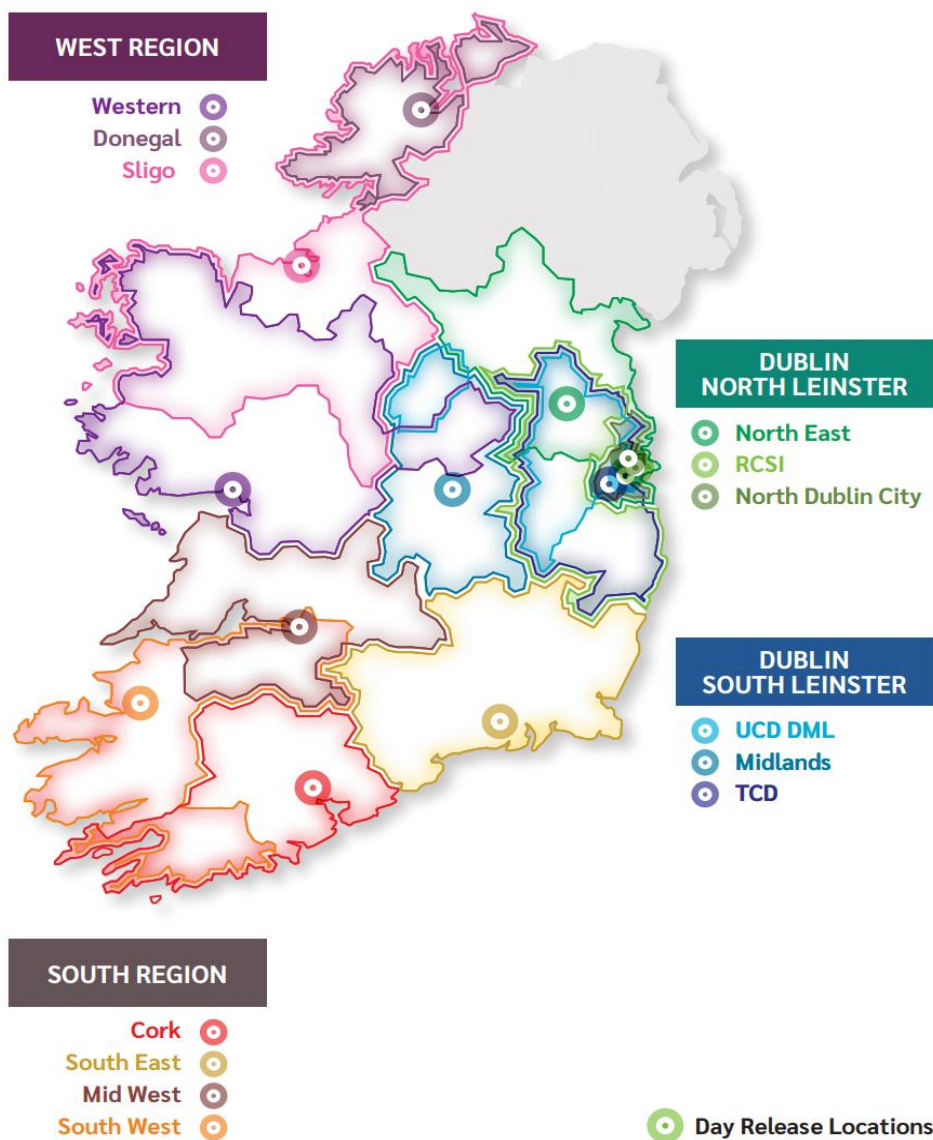 WEST REGION
Western
Donegal
Sligo
DUBLIN
NORTH LEINSTER
North East
RCSI
North Dublin City
DUBLIN
SOUTH LEINSTER
UCD DML
Midlands
TCD
SOUTH REGION
Cork
South East
Mid West
South West
Day Release Locations